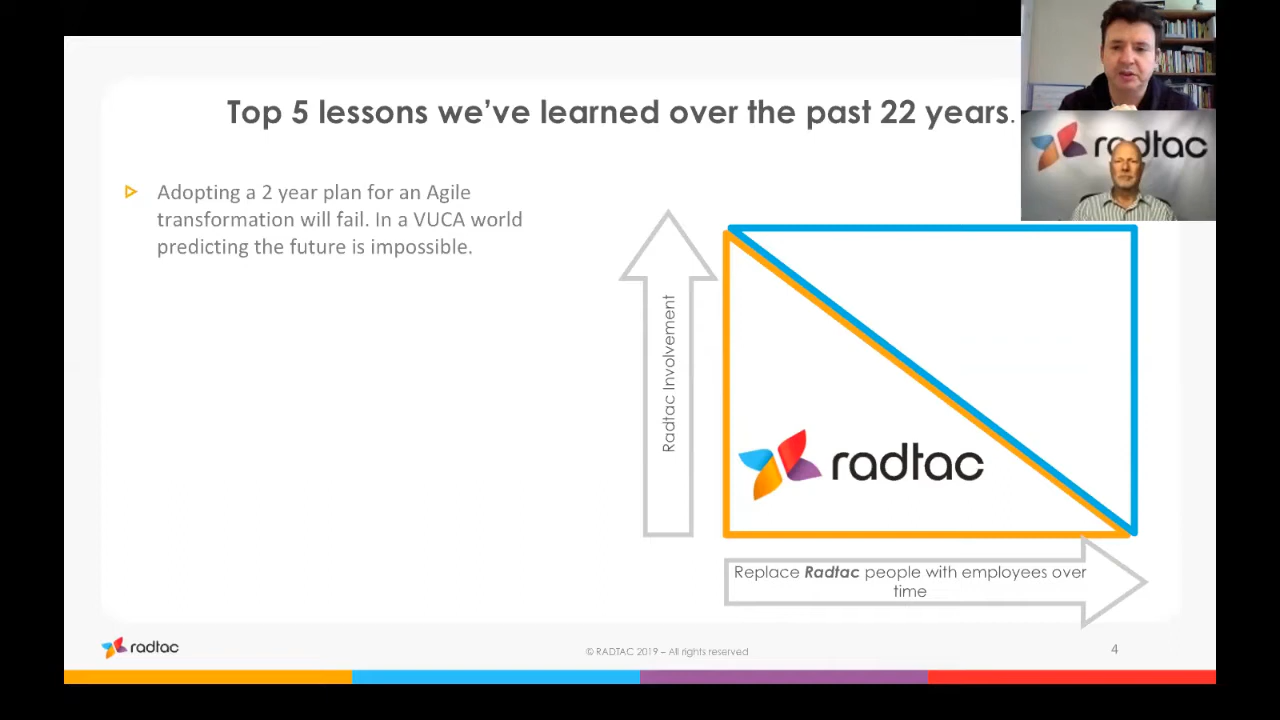 Top 5 lessons we've learned over the past 22 years.
radtac
Adopting a 2 year plan for an Agile
transformation will fail. In a VUCA world
predicting the future is impossible.
Radtac Involvement
radtac
Replace Radtac people with employees over
time
radtac
© RADTAC 2019 – All rights reserved
4